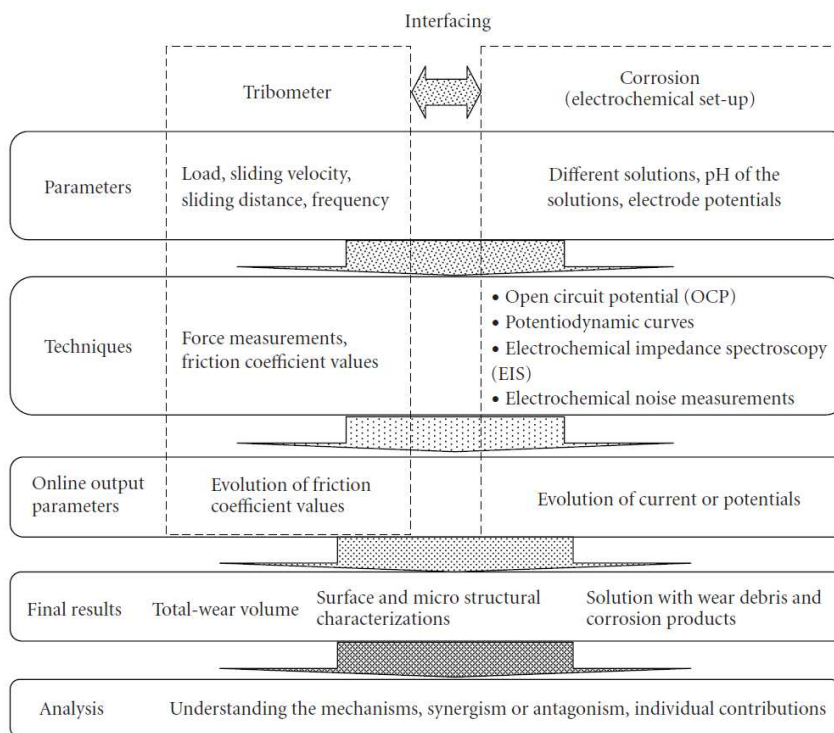 Interfacing
Tribometer
Corrosion
(electrochemical set-up)
Parameters
Load, sliding velocity,
sliding distance, frequency
Different solutions, pH of the
solutions, electrode potentials
Techniques
Force measurements,
friction coefficient values
• Open circuit potential (OCP)
• Potentiodynamic curves
• Electrochemical impedance spectroscopy
(EIS)
• Electrochemical noise measurements
Online output
parameters
Evolution of friction
coefficient values
Evolution of current or potentials
Final results
Total-wear volume
Surface and micro structural
characterizations
Solution with wear debris and
corrosion products
Analysis
Understanding the mechanisms, synergism or antagonism, individual contributions